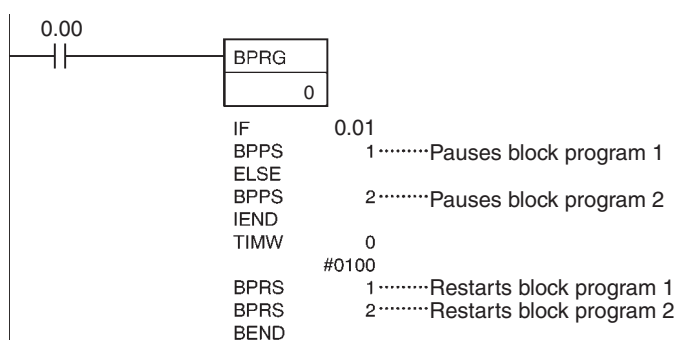 0.00
BPRG
0
IF 0.01
BPPS 1·········Pauses block program 1
ELSE
BPPS 2·········Pauses block program 2
IEND
TIMW 0
#0100
BPRS 1·········Restarts block program 1
BPRS 2·········Restarts block program 2
BEND